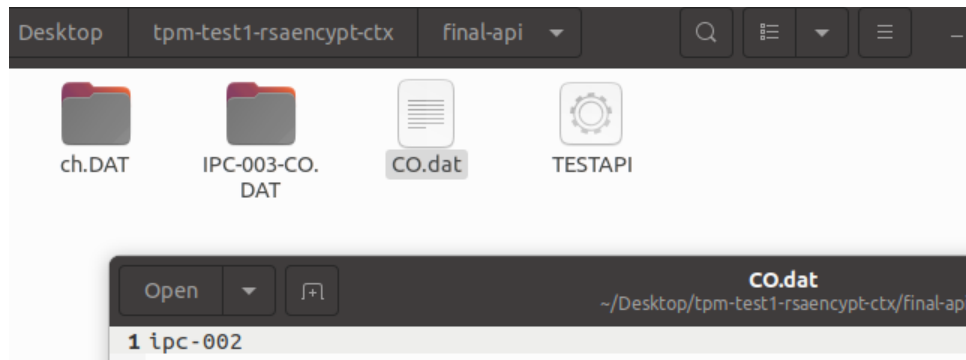 Desktop tpm-test1-rsaencypt-ctx final-api
ch.DAT IPC-003-CO. CO.dat TESTAPI
DAT
Open CO.dat
~/Desktop/tpm-test1-rsaencypt-ctx/final-ap
1 ipc-002